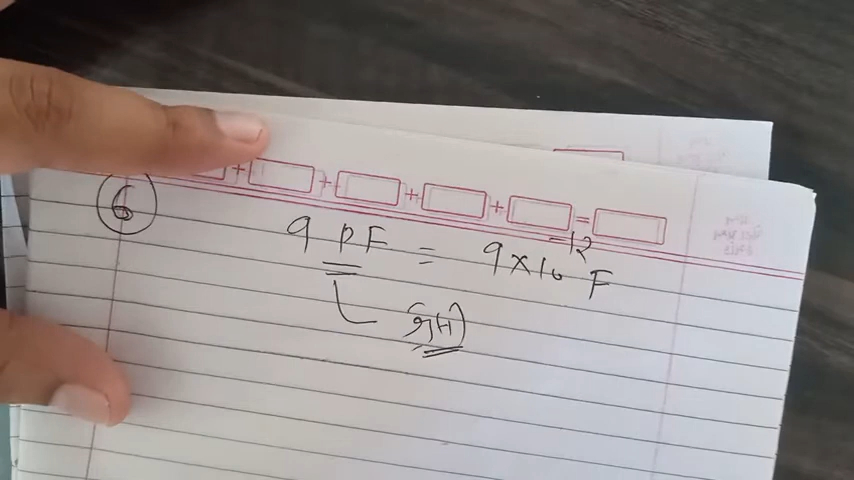 + + + + =
6
9 pF = 9×10⁻¹² F